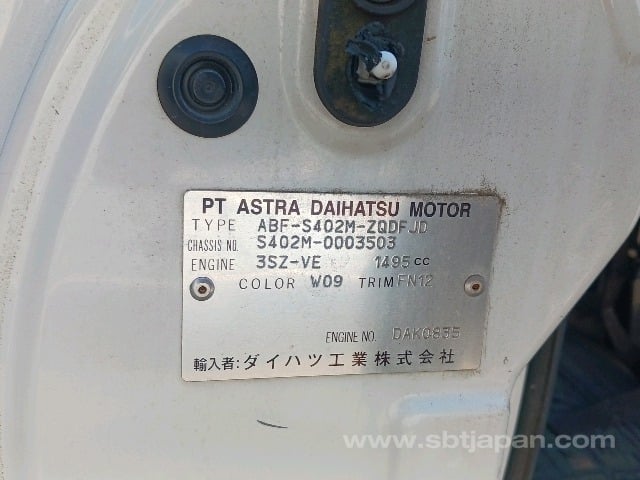 PT ASTRA DAIHATSU MOTOR
TYPE ABF-S402M-ZQDFJD
CHASSIS NO. S402M-0003503
ENGINE 3SZ-VE 1495 CC
COLOR W09 TRIM FN12
ENGINE NO. DAK0835
輸入者:ダイハツ工業株式会社
www.sbtjapan.com